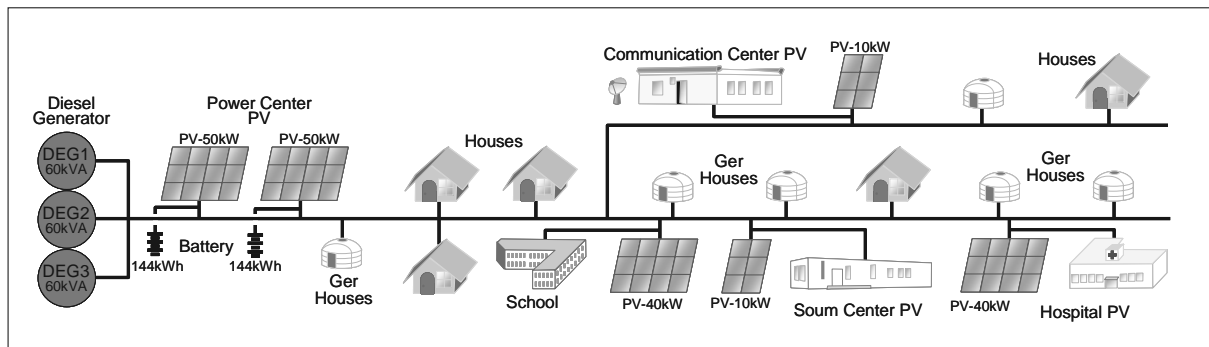 Diesel
Generator
DEG1
60kVA
DEG2
60kVA
DEG3
60kVA
Power Center
PV
PV-50kW
PV-50kW
Battery
144kWh
144kWh
Ger
Houses
Houses
School
Communication Center PV
PV-10kW
Houses
Ger
Houses
Ger
Houses
PV-40kW
PV-10kW
Soum Center PV
PV-40kW
Hospital PV